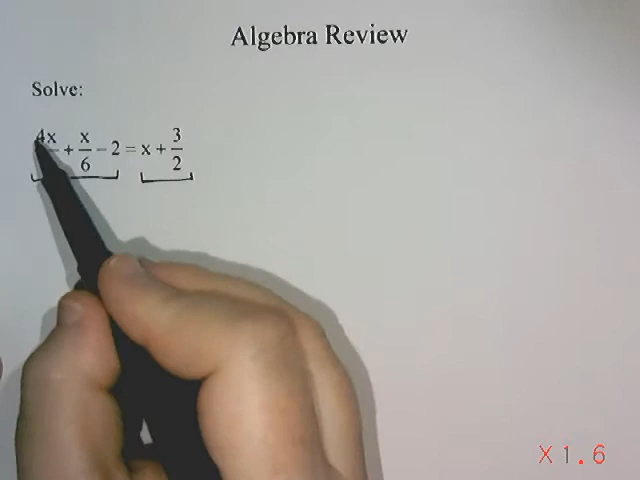 Algebra Review
Solve:
4x + x/6 − 2 = x + 3/2
X1.6